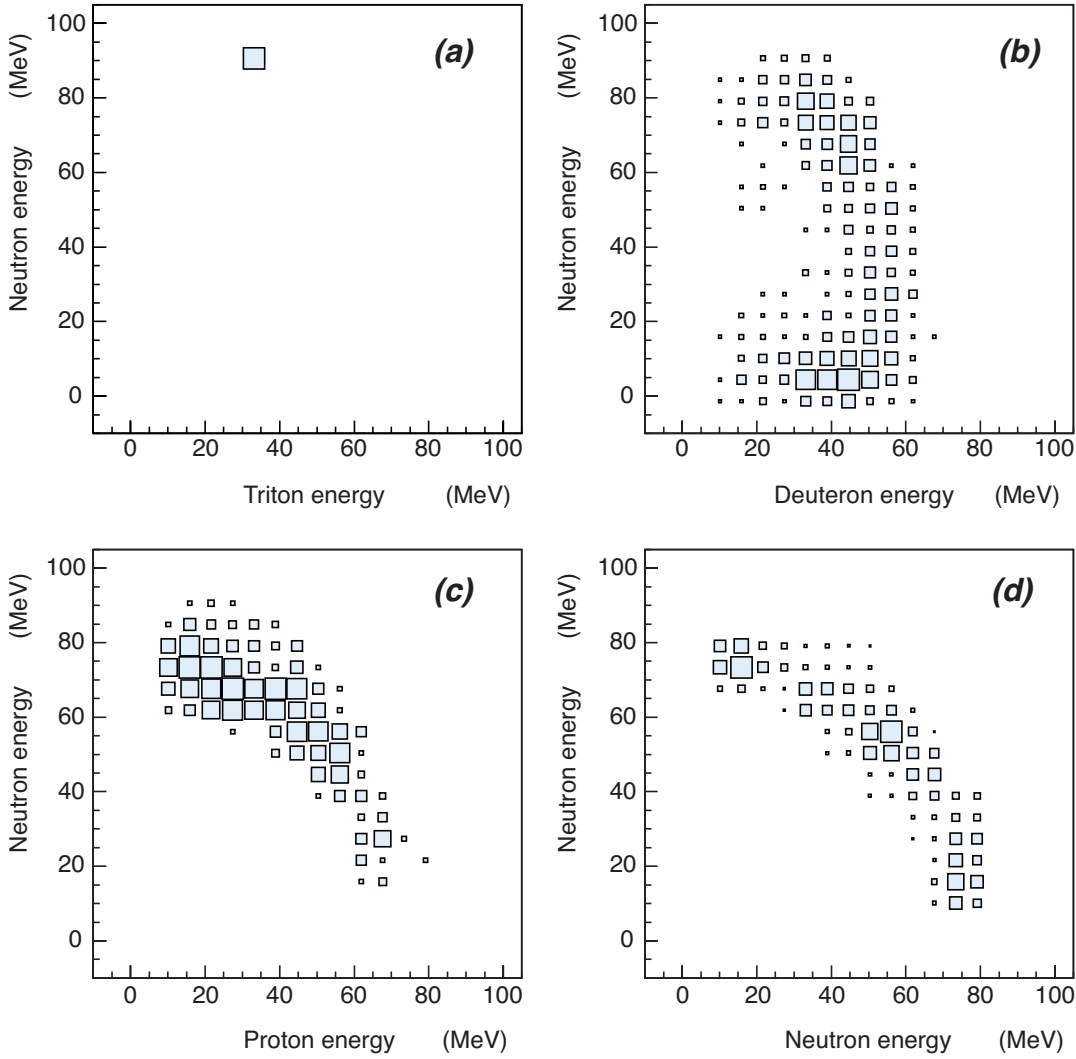 100
80
60
40
20
0
Neutron energy (MeV)
(a)
0 20 40 60 80 100
Triton energy (MeV)
100
80
60
40
20
0
Neutron energy (MeV)
(b)
0 20 40 60 80 100
Deuteron energy (MeV)
100
80
60
40
20
0
Neutron energy (MeV)
(c)
0 20 40 60 80 100
Proton energy (MeV)
100
80
60
40
20
0
Neutron energy (MeV)
(d)
0 20 40 60 80 100
Neutron energy (MeV)